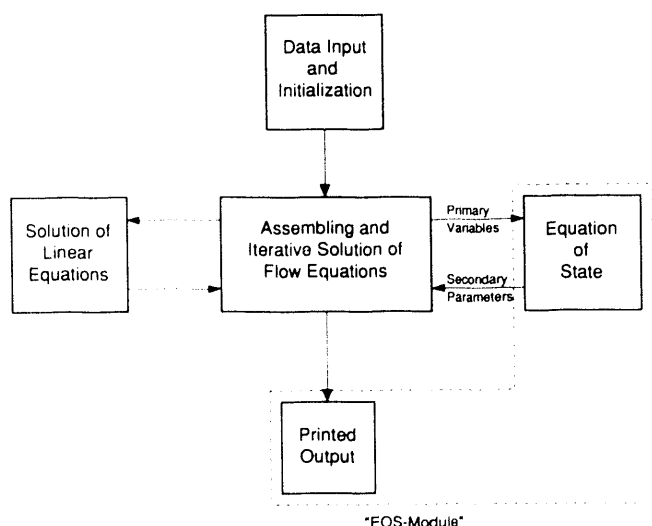 Data Input
and
Initialization
Solution of
Linear
Equations
Assembling and
Iterative Solution of
Flow Equations
Primary
Variables
Secondary
Parameters
Equation
of
State
Printed
Output
"EOS-Module"